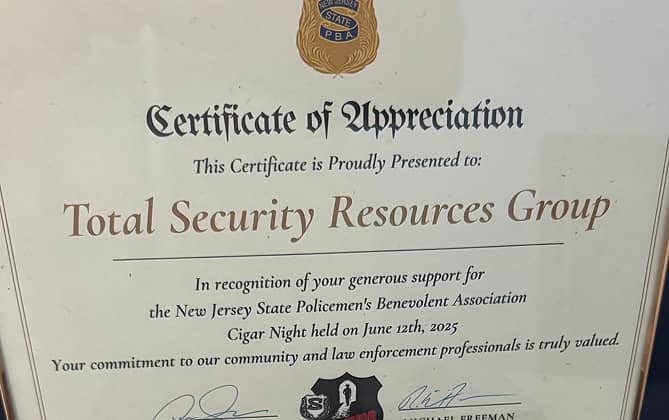 NEW JERSEY
STATE
PBA
Certificate of Appreciation
This Certificate is Proudly Presented to:
Total Security Resources Group
In recognition of your generous support for
the New Jersey State Policemen's Benevolent Association
Cigar Night held on June 12th, 2025
Your commitment to our community and law enforcement professionals is truly valued.
MICHAEL FREEMAN